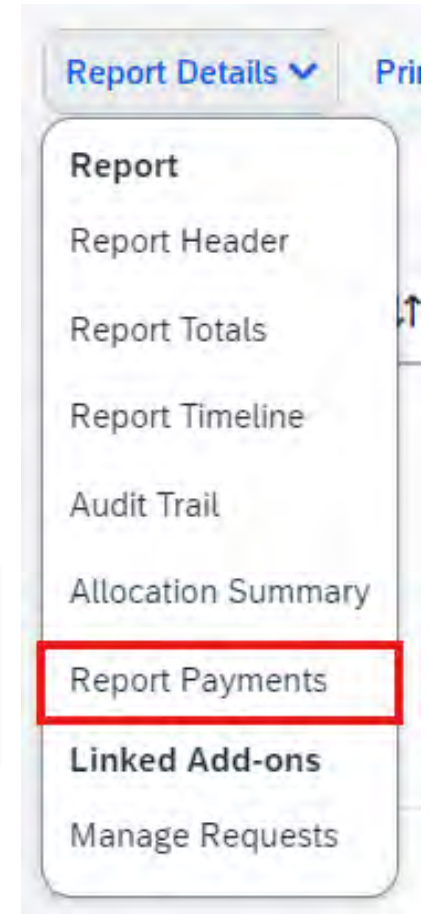 Report Details
Report
Report Header
Report Totals
Report Timeline
Audit Trail
Allocation Summary
Report Payments
Linked Add-ons
Manage Requests